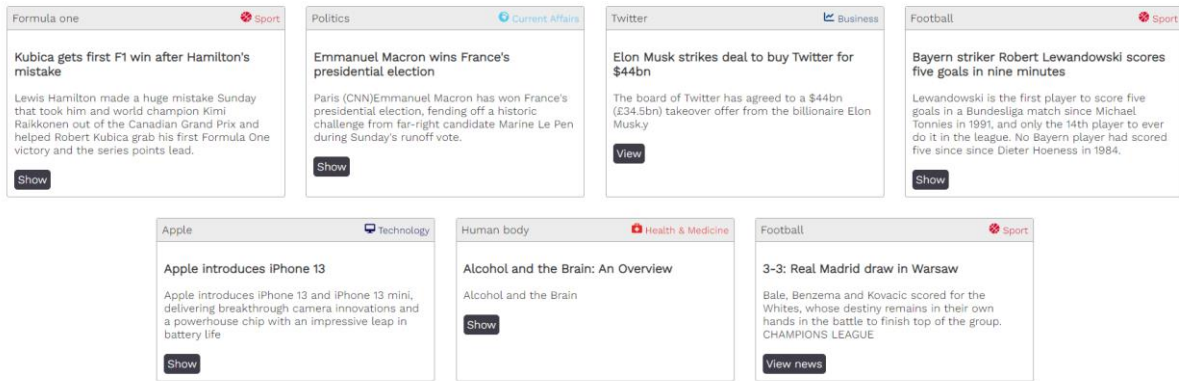 Formula one
Sport
Kubica gets first F1 win after Hamilton's
mistake
Lewis Hamilton made a huge mistake Sunday
that took him and world champion Kimi
Raikkonen out of the Canadian Grand Prix and
helped Robert Kubica grab his first Formula One
victory and the series points lead.
Show
Politics
Current Affairs
Emmanuel Macron wins France's
presidential election
Paris (CNN)Emmanuel Macron has won France's
presidential election, fending off a historic
challenge from far-right candidate Marine Le Pen
during Sunday's runoff vote.
Show
Twitter
Business
Elon Musk strikes deal to buy Twitter for
$44bn
The board of Twitter has agreed to a $44bn
(£34.5bn) takeover offer from the billionaire Elon
Musk.y
View
Football
Sport
Bayern striker Robert Lewandowski scores
five goals in nine minutes
Lewandowski is the first player to score five
goals in a Bundesliga match since Michael
Tonnies in 1991, and only the 14th player to ever
do it in the league. No Bayern player had scored
five since since Dieter Hoeness in 1984.
Show
Apple
Technology
Apple introduces iPhone 13
Apple introduces iPhone 13 and iPhone 13 mini,
delivering breakthrough camera innovations and
a powerhouse chip with an impressive leap in
battery life
Show
Human body
Health & Medicine
Alcohol and the Brain: An Overview
Alcohol and the Brain
Show
Football
Sport
3-3: Real Madrid draw in Warsaw
Bale, Benzema and Kovacic scored for the
Whites, whose destiny remains in their own
hands in the battle to finish top of the group.
CHAMPIONS LEAGUE
View news